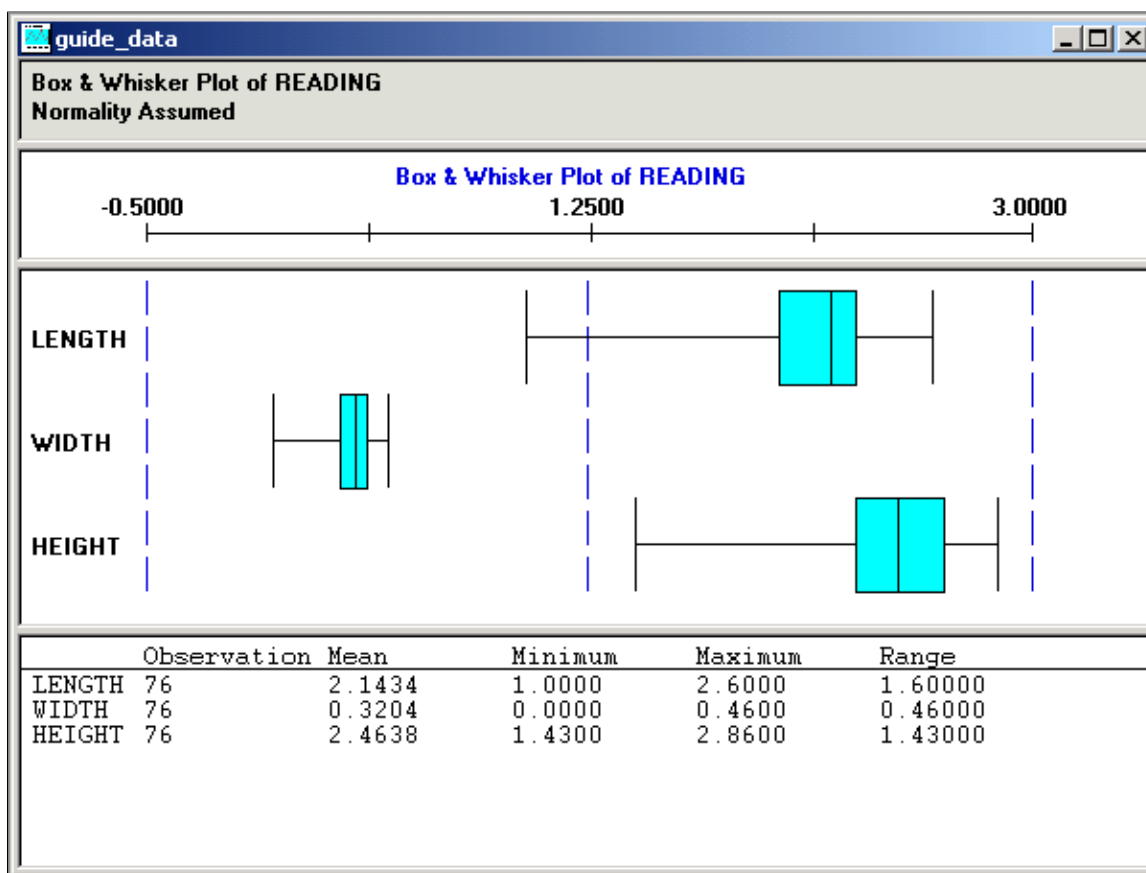 guide_data
Box & Whisker Plot of READING
Normality Assumed
Box & Whisker Plot of READING
-0.5000 1.2500 3.0000
LENGTH
WIDTH
HEIGHT
Observation Mean Minimum Maximum Range
LENGTH 76 2.1434 1.0000 2.6000 1.60000
WIDTH 76 0.3204 0.0000 0.4600 0.46000
HEIGHT 76 2.4638 1.4300 2.8600 1.43000